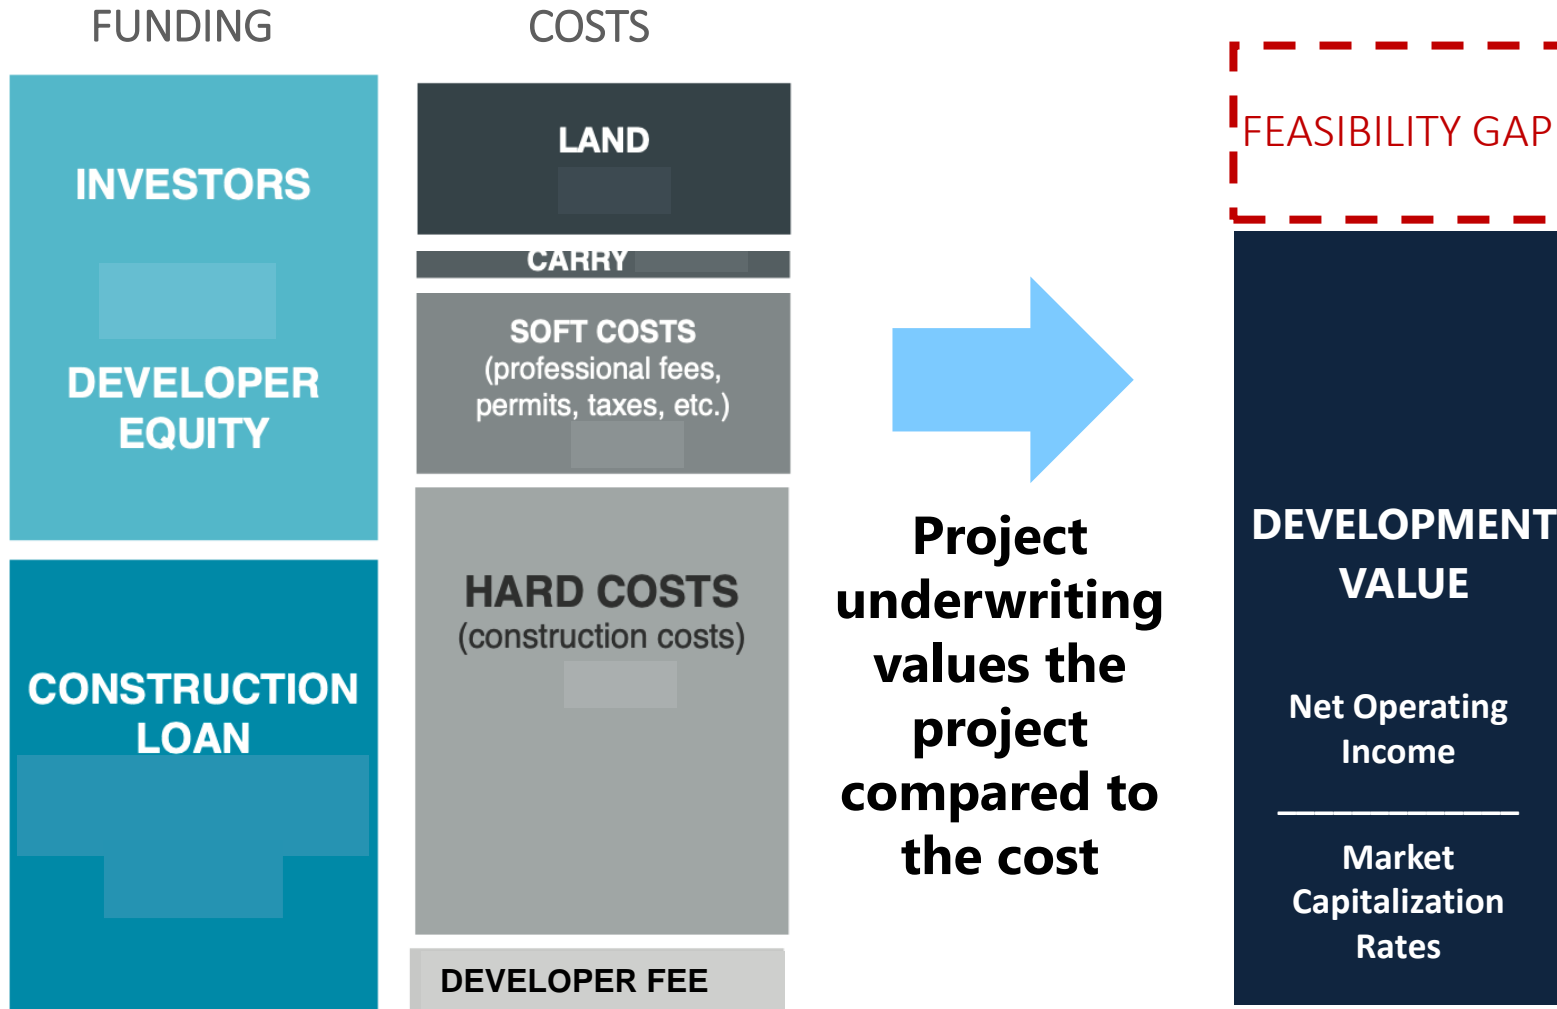 FUNDING
COSTS
INVESTORS
DEVELOPER
EQUITY
CONSTRUCTION
LOAN
LAND
CARRY
SOFT COSTS
(professional fees,
permits, taxes, etc.)
HARD COSTS
(construction costs)
DEVELOPER FEE
Project
underwriting
values the
project
compared to
the cost
FEASIBILITY GAP
DEVELOPMENT
VALUE
Net Operating
Income
Market
Capitalization
Rates